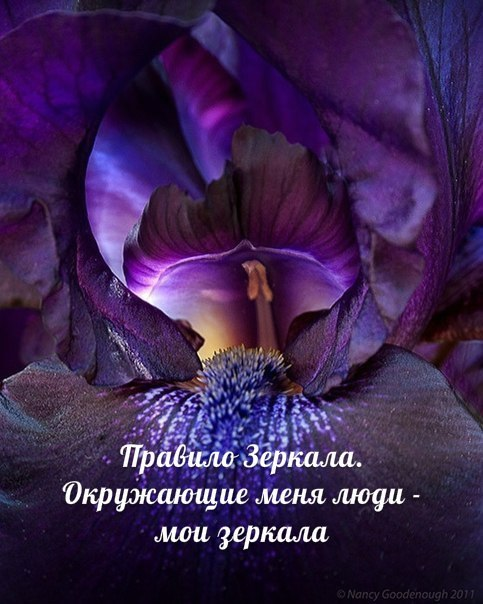 Правило Зеркала.
Окружающие меня люди -
мои зеркала
© Nancy Goodenough 2011